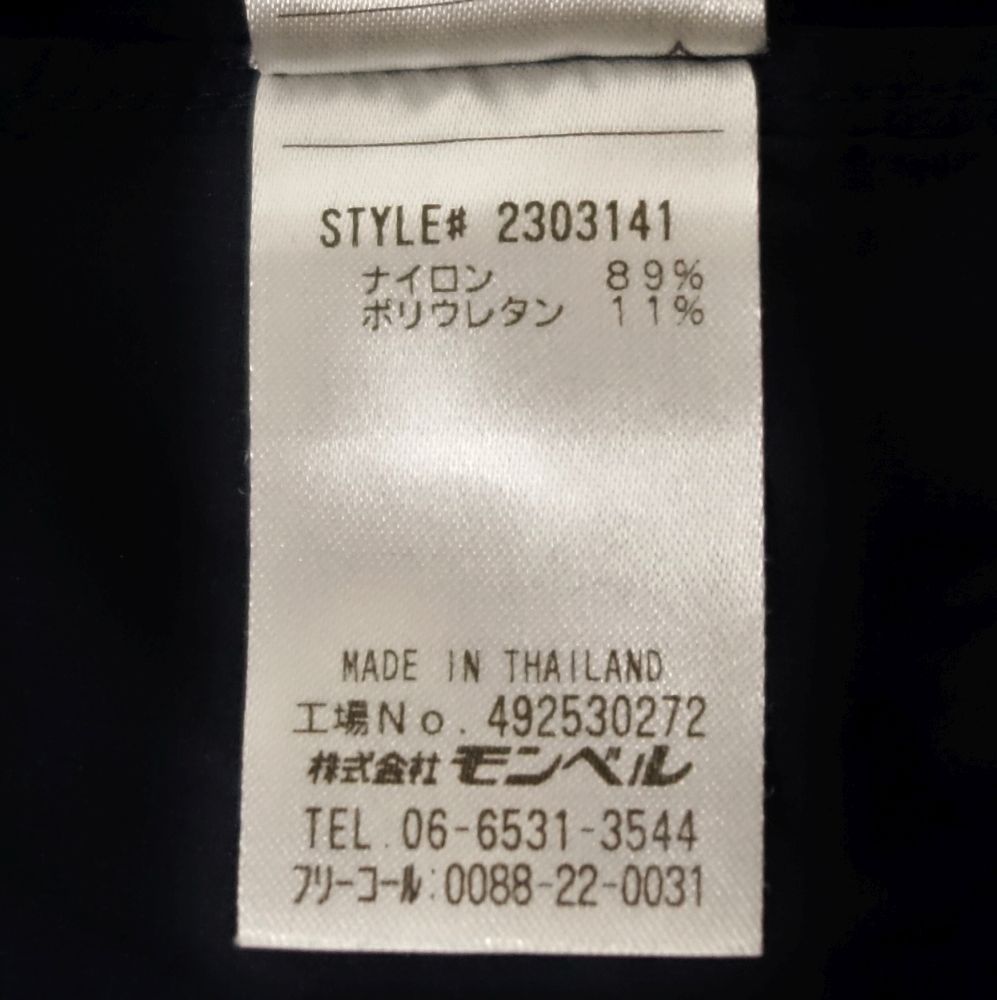 STYLE# 2303141
ナイロン 89%
ポリウレタン 11%
MADE IN THAILAND
工場No. 492530272
株式会社 モンベル
TEL.06-6531-3544
フリーコール:0088-22-0031